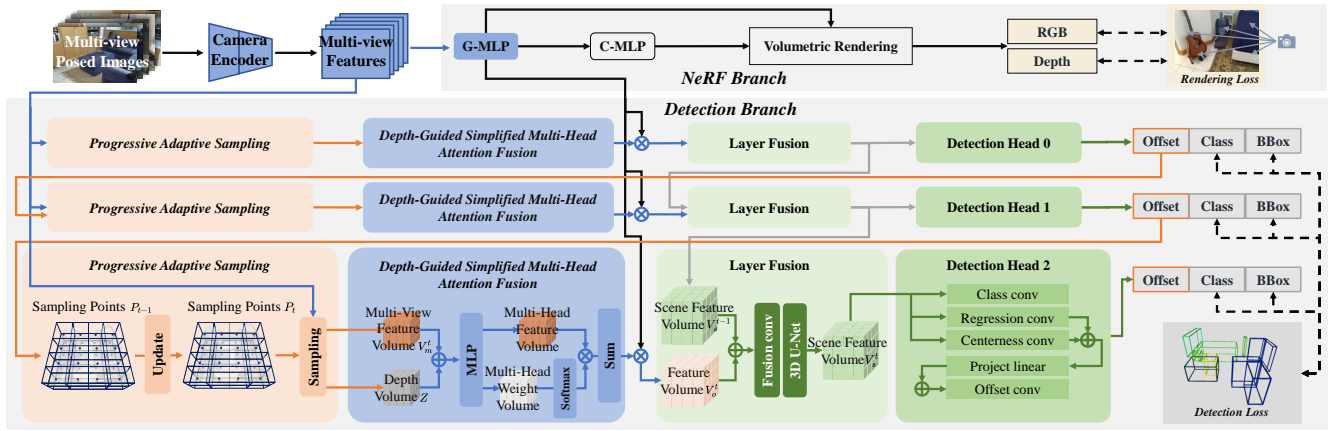 Multi-view
Posed Images
Camera
Encoder
Multi-view
Features
G-MLP
C-MLP
Volumetric Rendering
RGB
Depth
Rendering Loss
NeRF Branch
Detection Branch
Progressive Adaptive Sampling
Depth-Guided Simplified Multi-Head
Attention Fusion
Layer Fusion
Detection Head 0
Offset
Class
BBox
Progressive Adaptive Sampling
Depth-Guided Simplified Multi-Head
Attention Fusion
Layer Fusion
Detection Head 1
Offset
Class
BBox
Progressive Adaptive Sampling
Sampling Points P_{t-1}
Update
Sampling Points P_t
Sampling
Depth-Guided Simplified Multi-Head
Attention Fusion
Multi-View
Feature
Volume V_m^t
Depth
Volume Z
MLP
Multi-Head
Feature
Volume
Multi-Head
Weight
Volume
Softmax
Sum
Layer Fusion
Scene Feature
Volume V_s^{t-1}
Feature
Volume V_o^t
Fusion conv
3D U-Net
Scene Feature
Volume V_s^t
Detection Head 2
Class conv
Regression conv
Centerness conv
Project linear
Offset conv
Offset
Class
BBox
Detection Loss